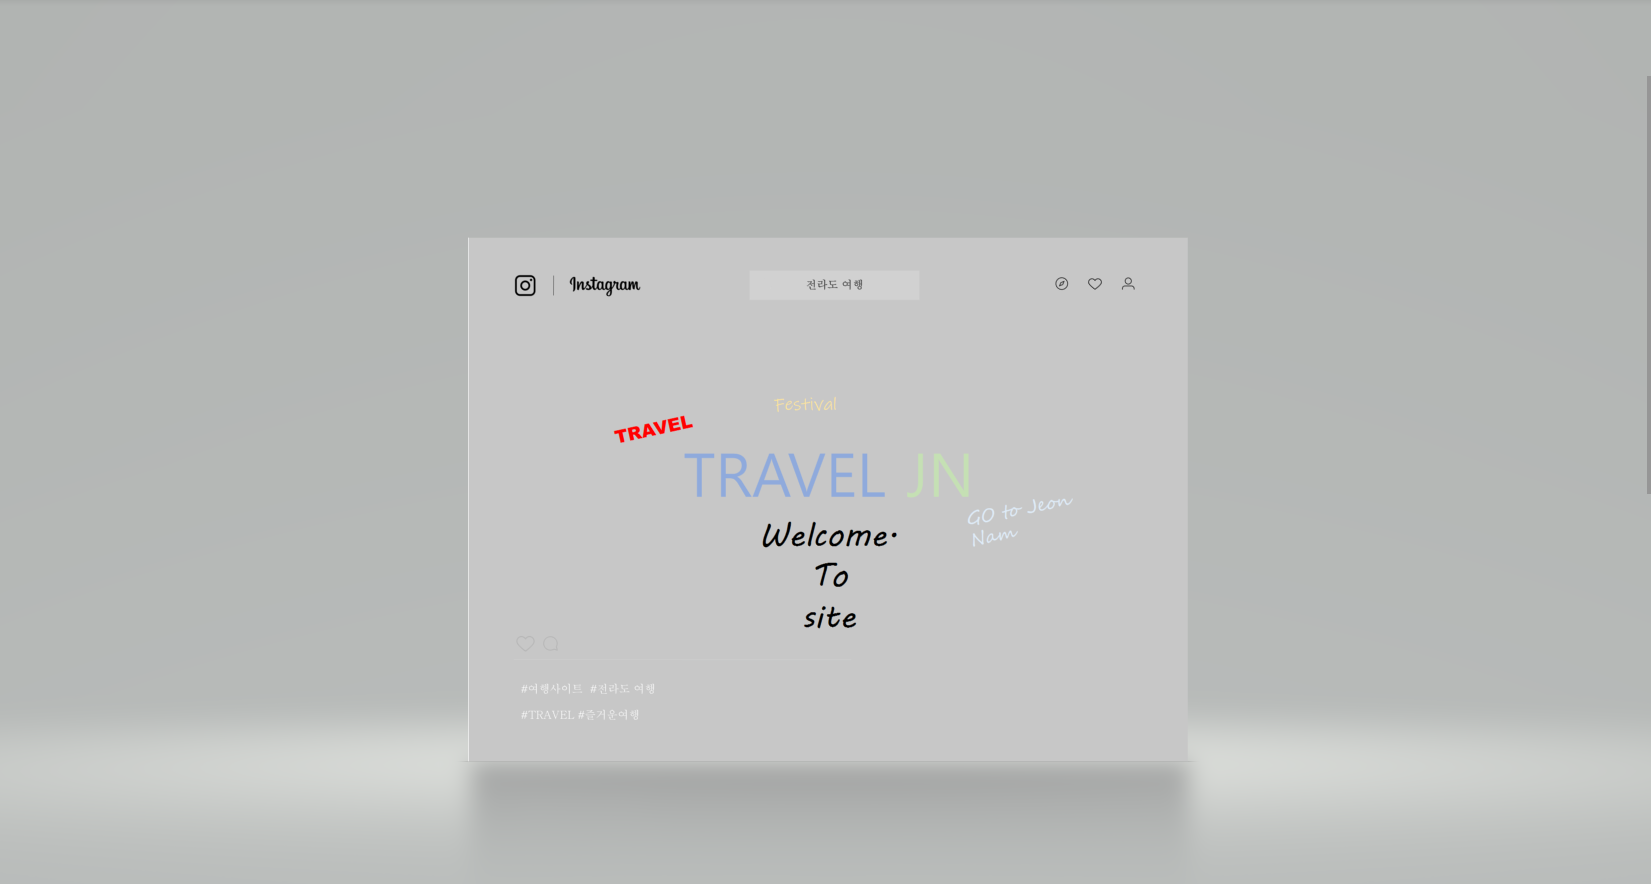 Instagram
전라도 여행
Festival
TRAVEL
TRAVEL JN
GO to Jeon
Nam
Welcome·
To
site
#여행사이트 #전라도 여행
#TRAVEL #즐거운여행